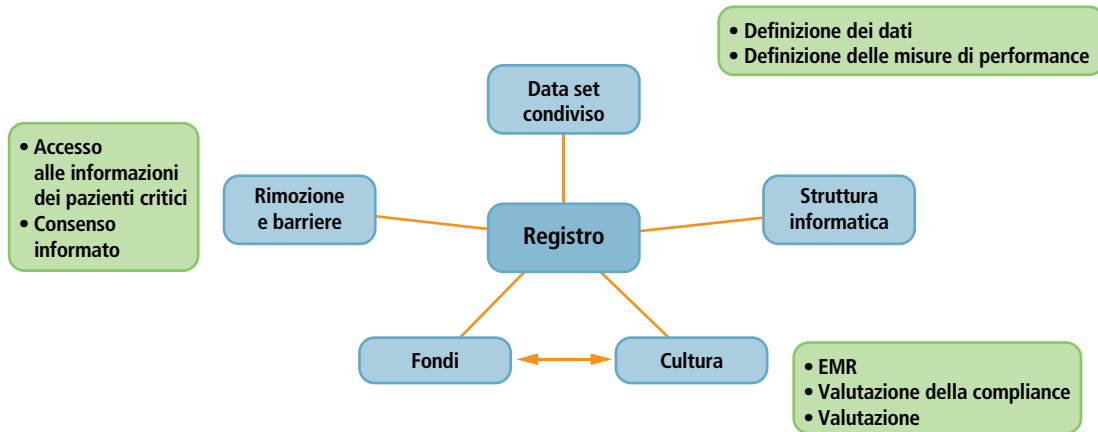 • Definizione dei dati
• Definizione delle misure di performance
Data set
condiviso
• Accesso
alle informazioni
dei pazienti critici
• Consenso
informato
Rimozione
e barriere
Struttura
informatica
Registro
Fondi
Cultura
• EMR
• Valutazione della compliance
• Valutazione